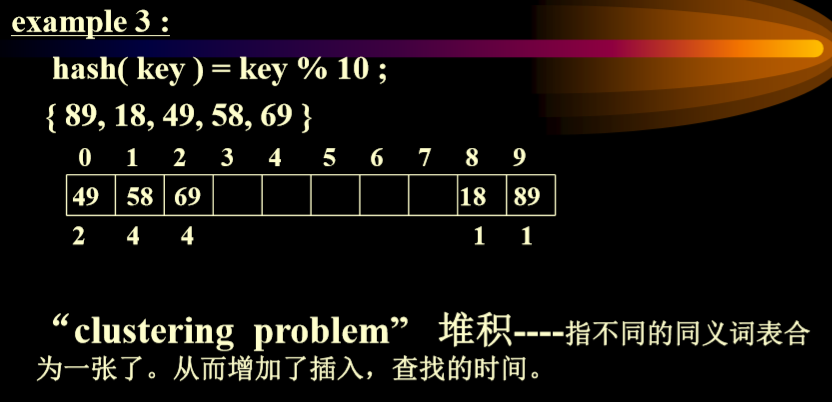 example 3 :
hash( key ) = key % 10 ;
{ 89, 18, 49, 58, 69 }
0 1 2 3 4 5 6 7 8 9
49 58 69 18 89
2 4 4 1 1
“clustering problem” 堆积----指不同的同义词表合
为一张了。从而增加了插入，查找的时间。